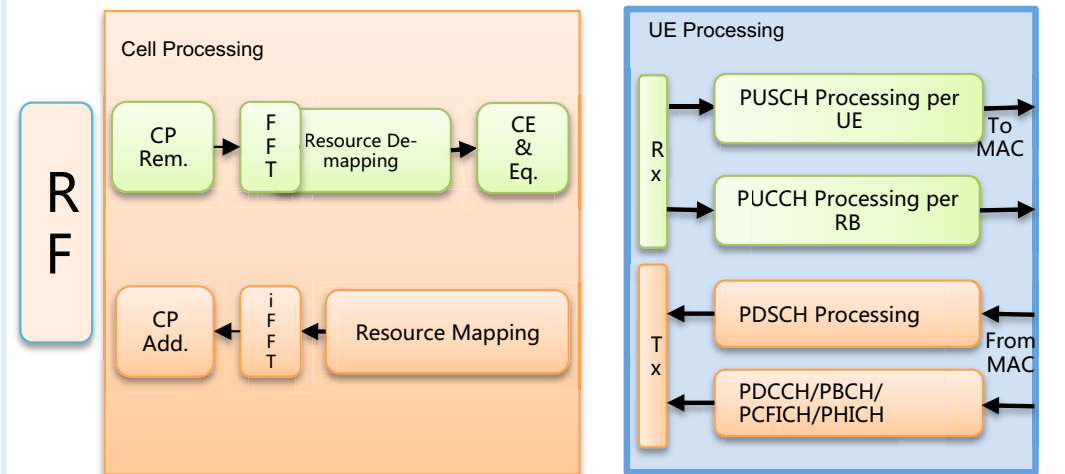 R
F
Cell Processing
CP
Rem.
F
F
T
Resource De-
mapping
CE
&
Eq.
CP
Add.
i
F
F
T
Resource Mapping
UE Processing
R
x
PUSCH Processing per
UE
To
MAC
PUCCH Processing per
RB
T
x
PDSCH Processing
From
MAC
PDCCH/PBCH/
PCFICH/PHICH